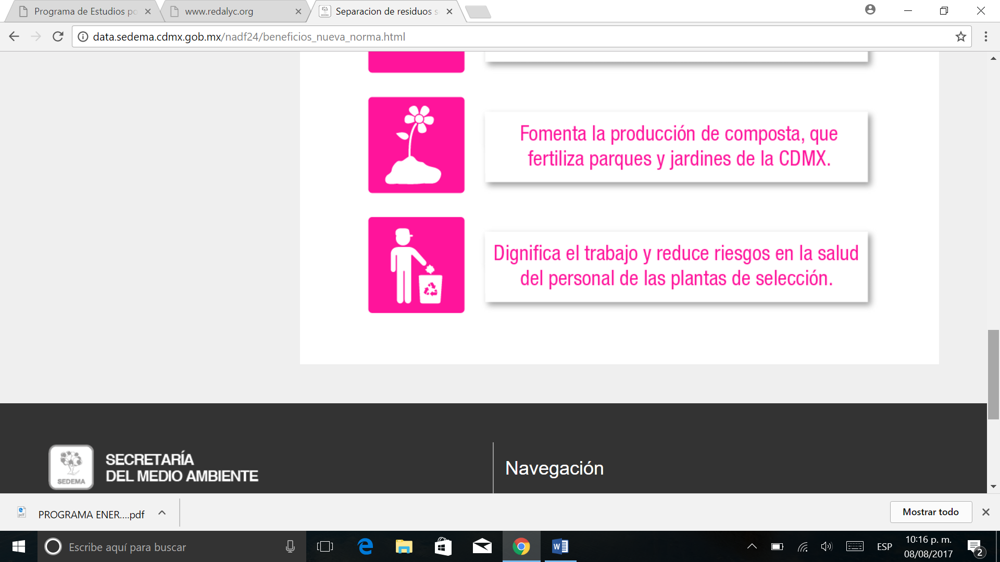 Programa de Estudios po
www.redalyc.org
Separacion de residuos s
data.sedema.cdmx.gob.mx/nadf24/beneficios_nueva_norma.html
Fomenta la producción de composta, que
fertiliza parques y jardines de la CDMX.
Dignifica el trabajo y reduce riesgos en la salud
del personal de las plantas de selección.
SEDEMA
SECRETARÍA
DEL MEDIO AMBIENTE
Navegación
PROGRAMA ENER....pdf
Mostrar todo
Escribe aquí para buscar
ESP
10:16 p. m.
08/08/2017
2